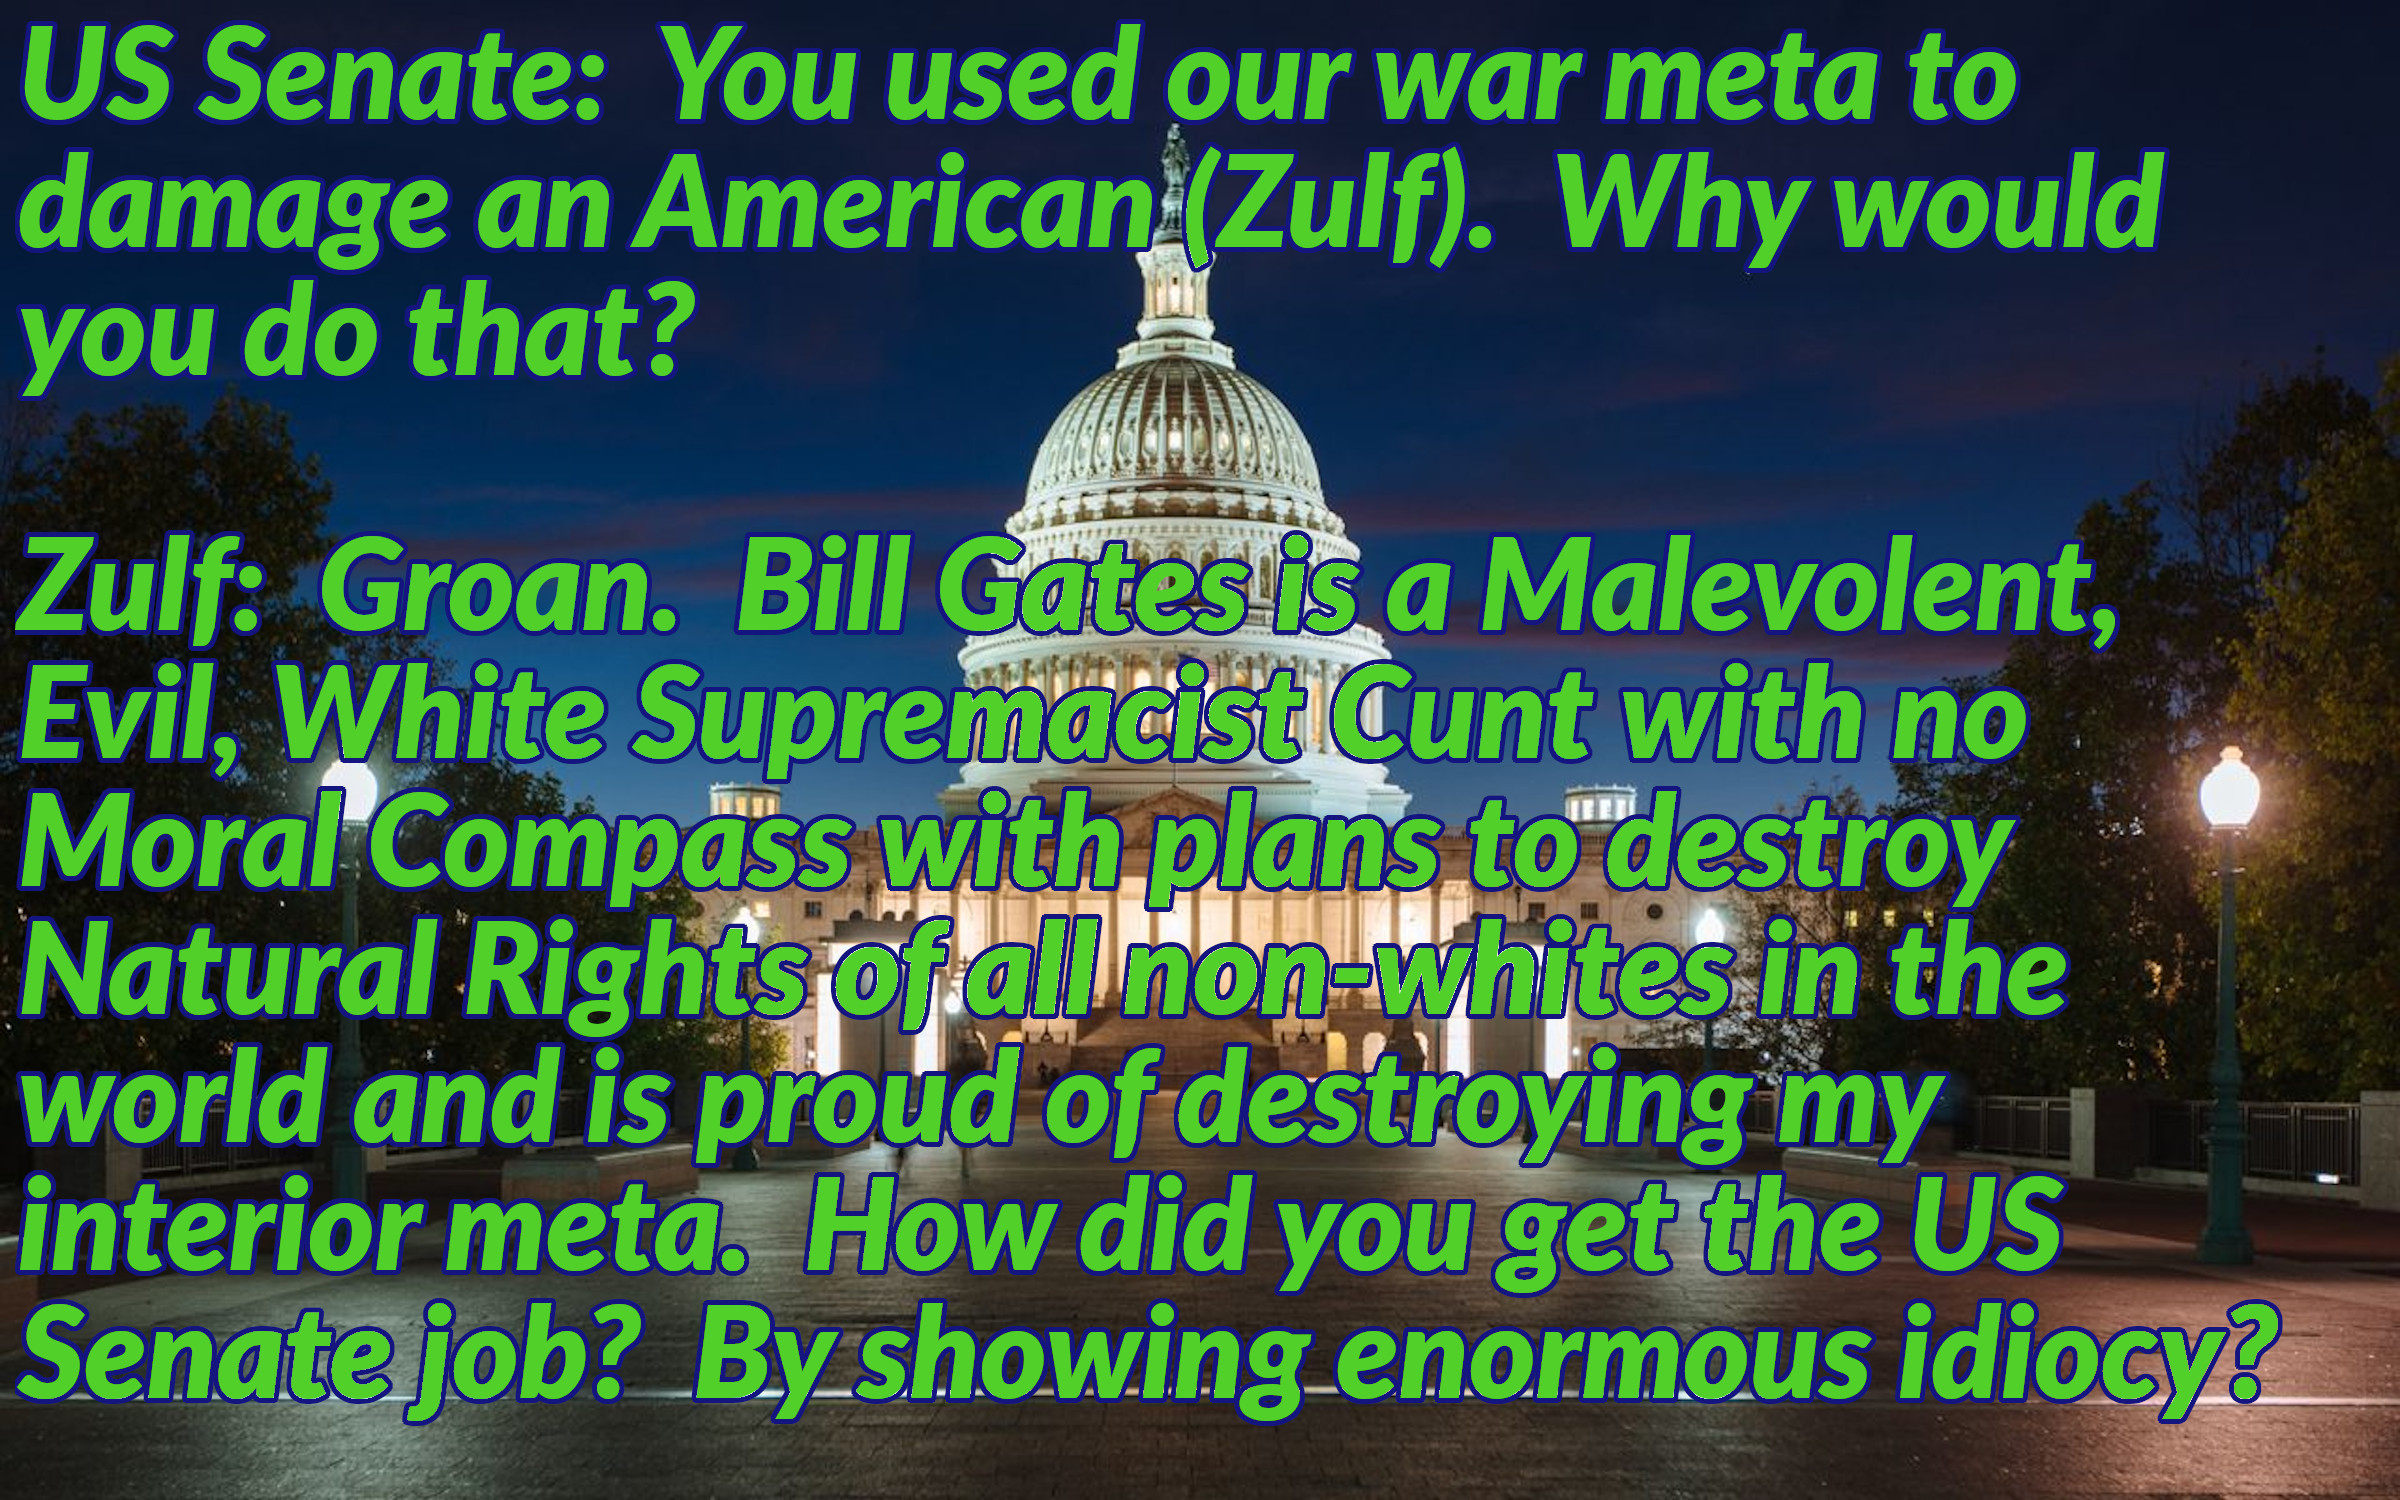 US Senate:  You used our war meta to
damage an American (Zulf).  Why would
you do that?
Zulf:  Groan.  Bill Gates is a Malevolent,
Evil, White Supremacist Cunt with no
Moral Compass with plans to destroy
Natural Rights of all non-whites in the
world and is proud of destroying my
interior meta.  How did you get the US
Senate job?  By showing enormous idiocy?